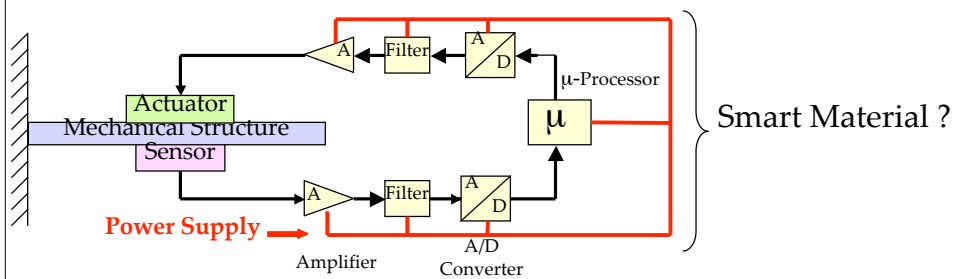 A
Filter
A
D
μ-Processor
Actuator
Mechanical Structure
Sensor
μ
Smart Material ?
A
Filter
A
D
Power Supply
Amplifier
A/D
Converter